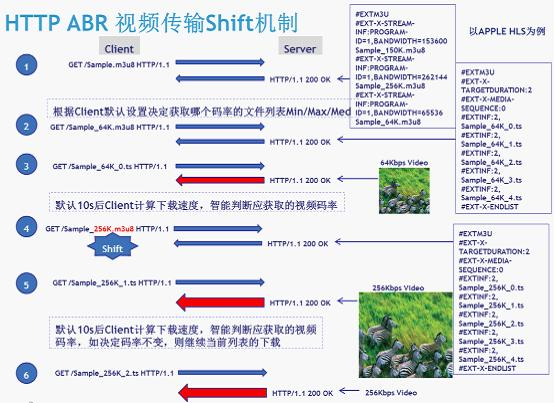 HTTP ABR 视频传输Shift机制
以APPLE HLS为例
Client
Server
1
GET /Sample.m3u8 HTTP/1.1
HTTP/1.1 200 OK
#EXTM3U
#EXT-X-STREAM-
INF:PROGRAM-
ID=1,BANDWIDTH=153600
Sample_150K.m3u8
#EXT-X-STREAM-
INF:PROGRAM-
ID=1,BANDWIDTH=262144
Sample_256K.m3u8
#EXT-X-STREAM-
INF:PROGRAM-
ID=1,BANDWIDTH=65536
Sample_64K.m3u8
根据Client默认设置决定获取哪个码率的文件列表Min/Max/Med
2
GET /Sample_64K.m3u8 HTTP/1.1
HTTP/1.1 200 OK
#EXTM3U
#EXT-X-
TARGETDURATION:2
#EXT-X-MEDIA-
SEQUENCE:0
#EXTINF:2,
Sample_64K_0.ts
#EXTINF:2,
Sample_64K_1.ts
#EXTINF:2,
Sample_64K_2.ts
#EXTINF:2,
Sample_64K_3.ts
#EXTINF:2,
Sample_64K_4.ts
#EXT-X-ENDLIST
3
GET /Sample_64K_0.ts HTTP/1.1
HTTP/1.1 200 OK
64Kbps Video
默认10s后Client计算下载速度，智能判断应获取的视频码率
4
GET /Sample_256K.m3u8 HTTP/1.1
HTTP/1.1 200 OK
Shift
#EXTM3U
#EXT-X-
TARGETDURATION:2
#EXT-X-MEDIA-
SEQUENCE:0
#EXTINF:2,
Sample_256K_0.ts
#EXTINF:2,
Sample_256K_1.ts
#EXTINF:2,
Sample_256K_2.ts
#EXTINF:2,
Sample_256K_3.ts
#EXTINF:2,
Sample_256K_4.ts
#EXT-X-ENDLIST
5
GET /Sample_256K_1.ts HTTP/1.1
HTTP/1.1 200 OK
256Kbps Video
默认10s后Client计算下载速度，智能判断应获取的视频
码率，如决定码率不变，则继续当前列表的下载
6
GET /Sample_256K_2.ts HTTP/1.1
HTTP/1.1 200 OK
256Kbps Video